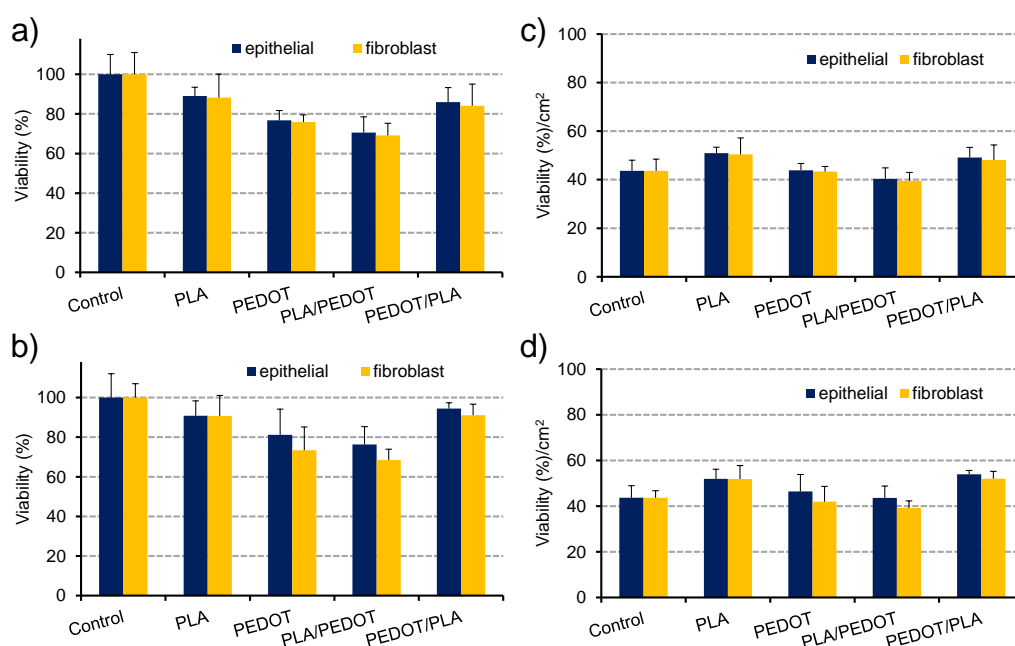 a)
epithelial fibroblast
Viability (%)
100
80
60
40
20
0
Control PLA PEDOT PLA/PEDOT PEDOT/PLA
c)
epithelial fibroblast
Viability (%)/cm²
100
80
60
40
20
0
Control PLA PEDOT PLA/PEDOT PEDOT/PLA
b)
epithelial fibroblast
Viability (%)
100
80
60
40
20
0
Control PLA PEDOT PLA/PEDOT PEDOT/PLA
d)
epithelial fibroblast
Viability (%)/cm²
100
80
60
40
20
0
Control PLA PEDOT PLA/PEDOT PEDOT/PLA